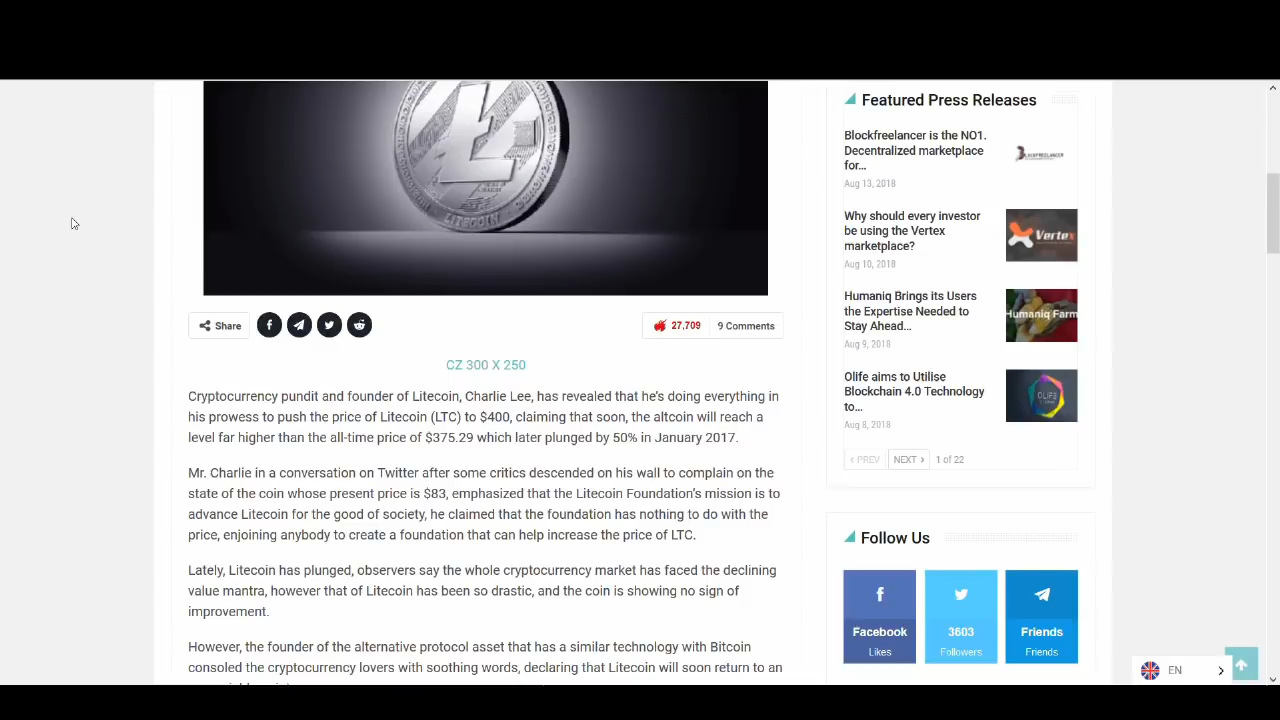 LITECOIN
Share
27,709
9 Comments
CZ 300 X 250
Cryptocurrency pundit and founder of Litecoin, Charlie Lee, has revealed that he's doing everything in
his prowess to push the price of Litecoin (LTC) to $400, claiming that soon, the altcoin will reach a
level far higher than the all-time price of $375.29 which later plunged by 50% in January 2017.
Mr. Charlie in a conversation on Twitter after some critics descended on his wall to complain on the
state of the coin whose present price is $83, emphasized that the Litecoin Foundation's mission is to
advance Litecoin for the good of society, he claimed that the foundation has nothing to do with the
price, enjoining anybody to create a foundation that can help increase the price of LTC.
Lately, Litecoin has plunged, observers say the whole cryptocurrency market has faced the declining
value mantra, however that of Litecoin has been so drastic, and the coin is showing no sign of
improvement.
However, the founder of the alternative protocol asset that has a similar technology with Bitcoin
consoled the cryptocurrency lovers with soothing words, declaring that Litecoin will soon return to an
Featured Press Releases
Blockfreelancer is the NO1.
Decentralized marketplace
for...
Aug 13, 2018
BLOCKFREELANCER
Why should every investor
be using the Vertex
marketplace?
Aug 10, 2018
Vertex
Humaniq Brings its Users
the Expertise Needed to
Stay Ahead...
Aug 9, 2018
Humaniq Farm
Olife aims to Utilise
Blockchain 4.0 Technology
to...
Aug 8, 2018
OLIFE
PREV
NEXT
1 of 22
Follow Us
Facebook
Likes
3603
Followers
Friends
Friends
EN